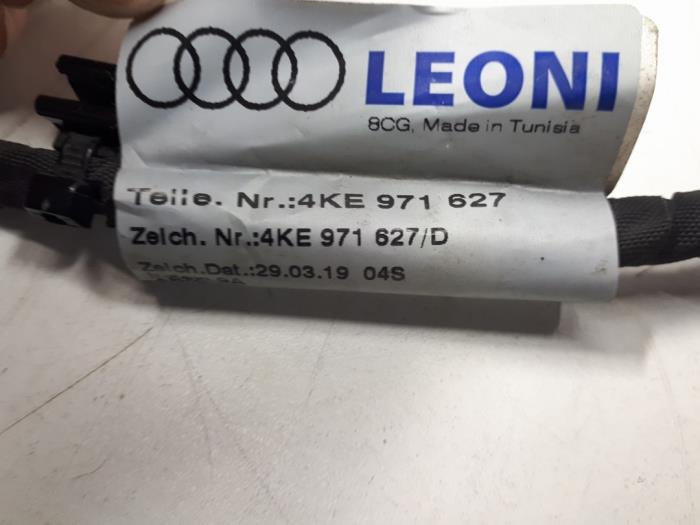 LEONI
8CG, Made in Tunisia
Teile. Nr.:4KE 971 627
Zeich. Nr.:4KE 971 627/D
Zeich.Dat.:29.03.19 04S